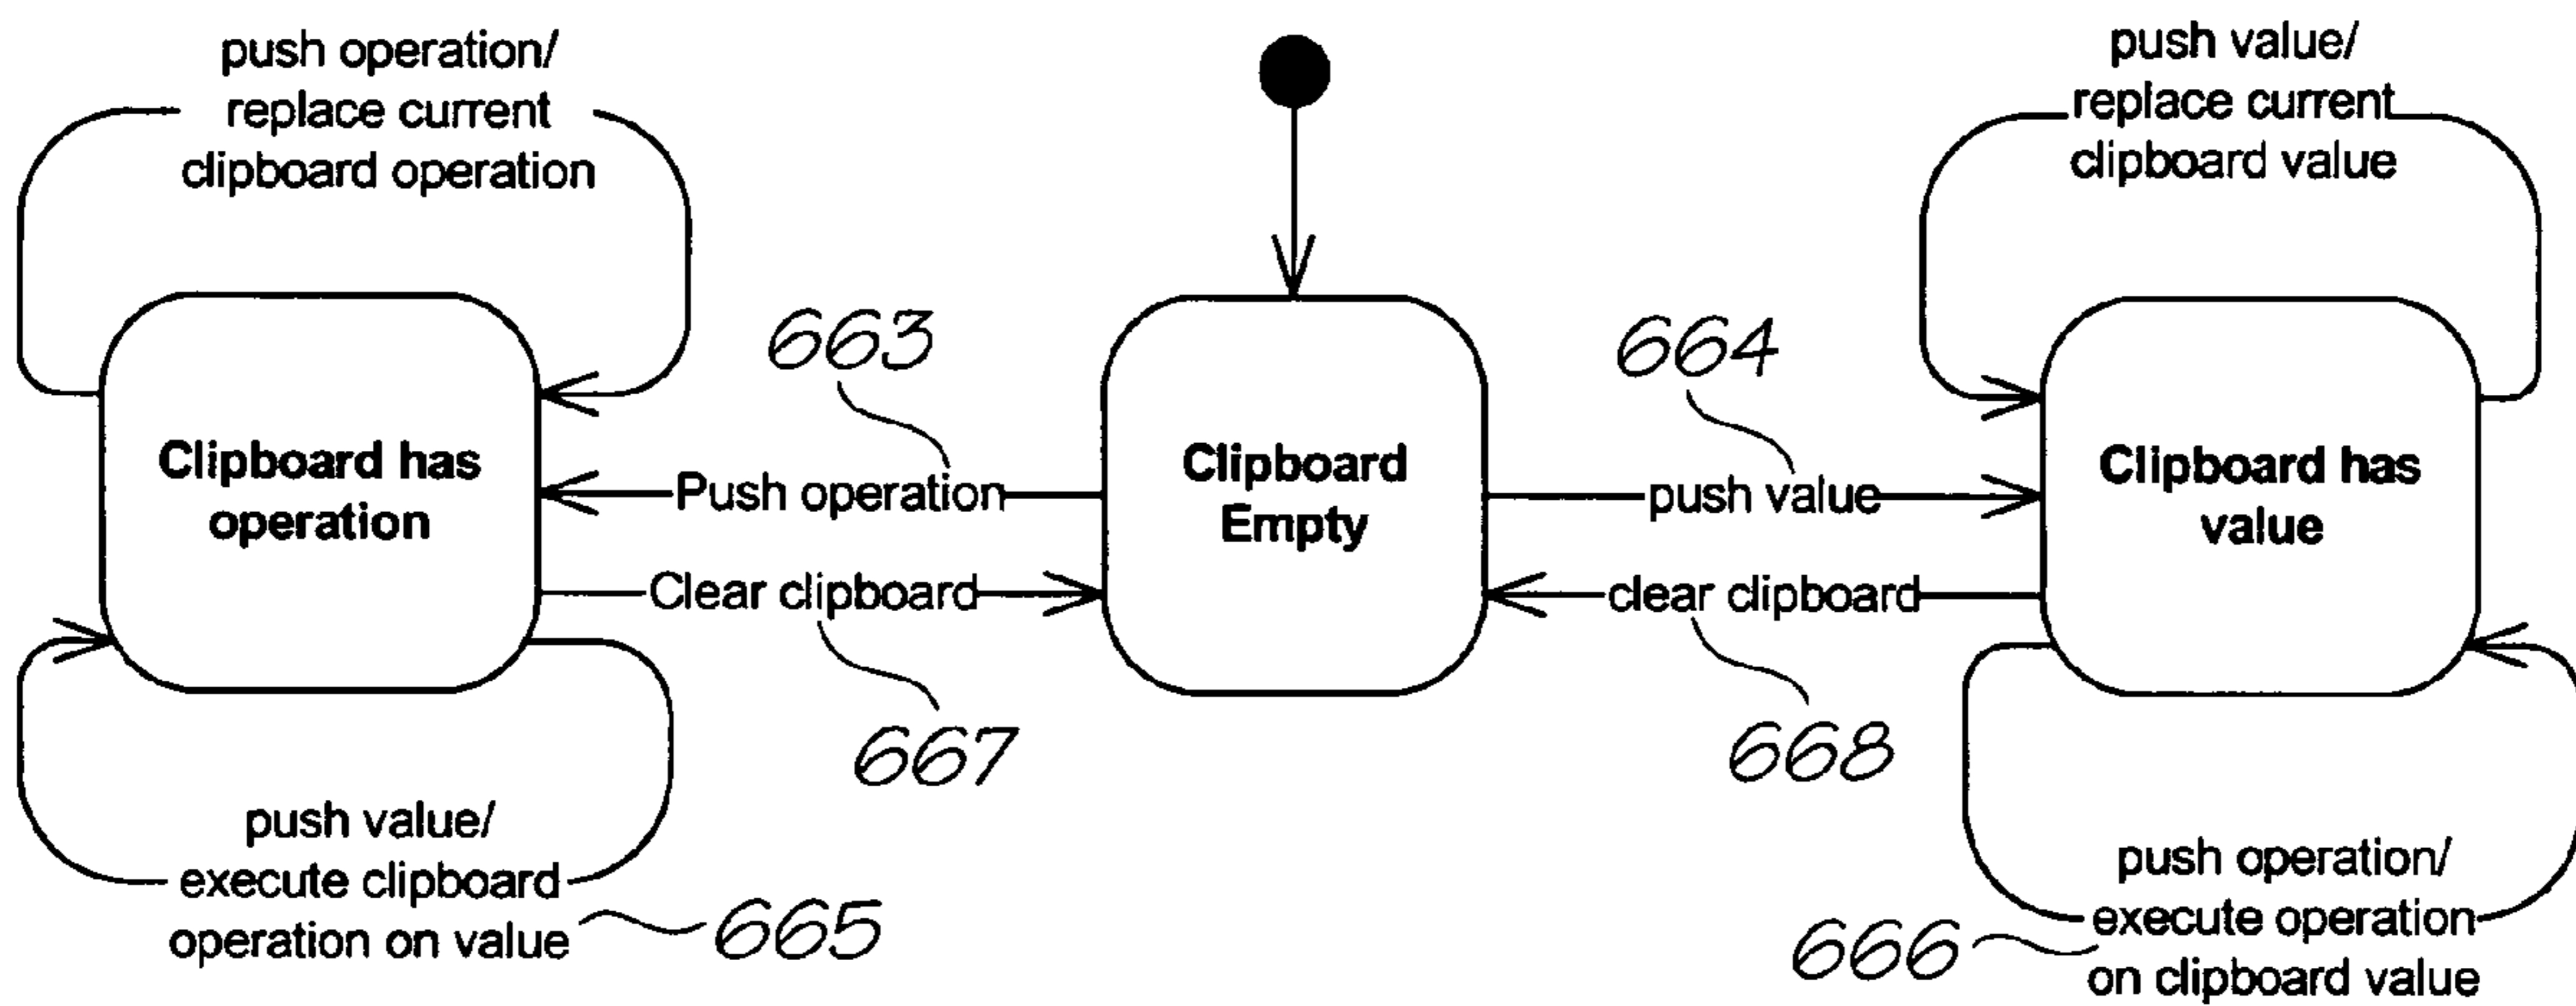 push operation/
replace current
clipboard operation
push value/
replace current
clipboard value
663
664
Clipboard has
operation
Push operation
Clipboard
Empty
push value
Clipboard has
value
Clear clipboard
clear clipboard
667
668
push value/
execute clipboard
operation on value
665
push operation/
execute operation
on clipboard value
666